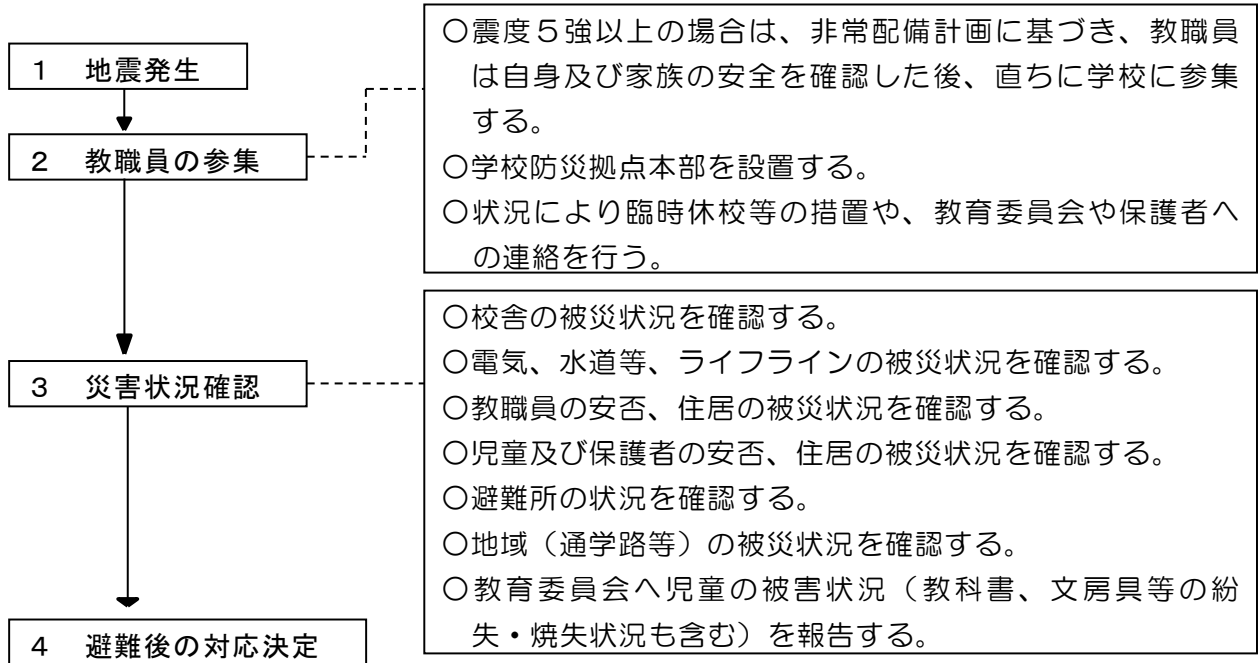 1　地震発生
2　教職員の参集
○震度５強以上の場合は、非常配備計画に基づき、教職員
は自身及び家族の安全を確認した後、直ちに学校に参集
する。
○学校防災拠点本部を設置する。
○状況により臨時休校等の措置や、教育委員会や保護者へ
の連絡を行う。
3　災害状況確認
○校舎の被災状況を確認する。
○電気、水道等、ライフラインの被災状況を確認する。
○教職員の安否、住居の被災状況を確認する。
○児童及び保護者の安否、住居の被災状況を確認する。
○避難所の状況を確認する。
○地域（通学路等）の被災状況を確認する。
○教育委員会へ児童の被害状況（教科書、文房具等の紛
失・焼失状況も含む）を報告する。
4　避難後の対応決定